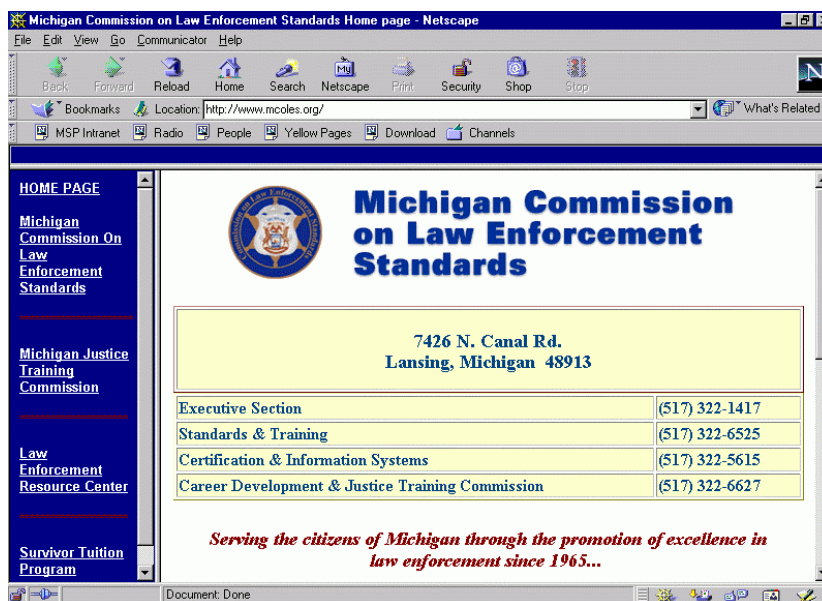 Michigan Commission on Law Enforcement Standards Home page - Netscape
File Edit View Go Communicator Help
Back Forward Reload Home Search Netscape Print Security Shop Stop
Bookmarks Location: http://www.mcoles.org/ What's Related
MSP Intranet Radio People Yellow Pages Download Channels
HOME PAGE
Michigan
Commission On
Law
Enforcement
Standards
Michigan Justice
Training
Commission
Law
Enforcement
Resource Center
Survivor Tuition
Program
Commission on Law Enforcement Standards
Michigan Commission
on Law Enforcement
Standards
7426 N. Canal Rd.
Lansing, Michigan 48913
Executive Section (517) 322-1417
Standards & Training (517) 322-6525
Certification & Information Systems (517) 322-5615
Career Development & Justice Training Commission (517) 322-6627
Serving the citizens of Michigan through the promotion of excellence in
law enforcement since 1965...
Document: Done